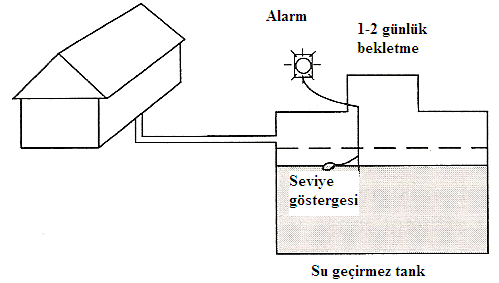 Alarm
1-2 günlük
bekletme
Seviye
göstergesi
Su geçirmez tank